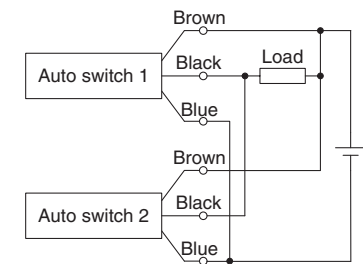 Brown
Auto switch 1
Black
Load
Blue
Brown
Auto switch 2
Black
Blue